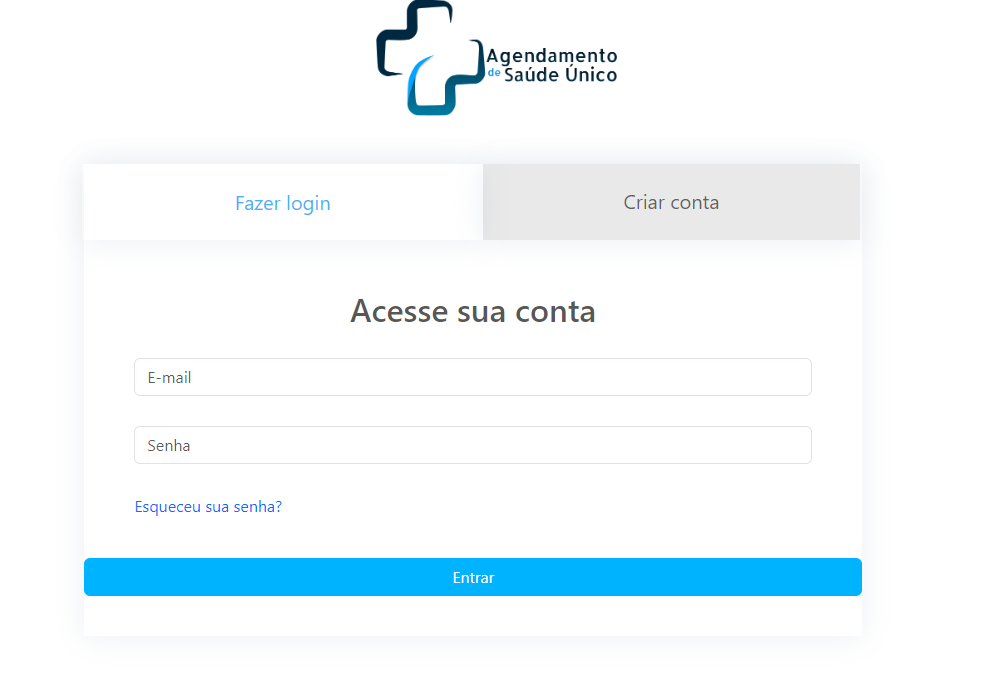 Agendamento
de Saúde Único
Fazer login
Criar conta
Acesse sua conta
E-mail
Senha
Esqueceu sua senha?
Entrar